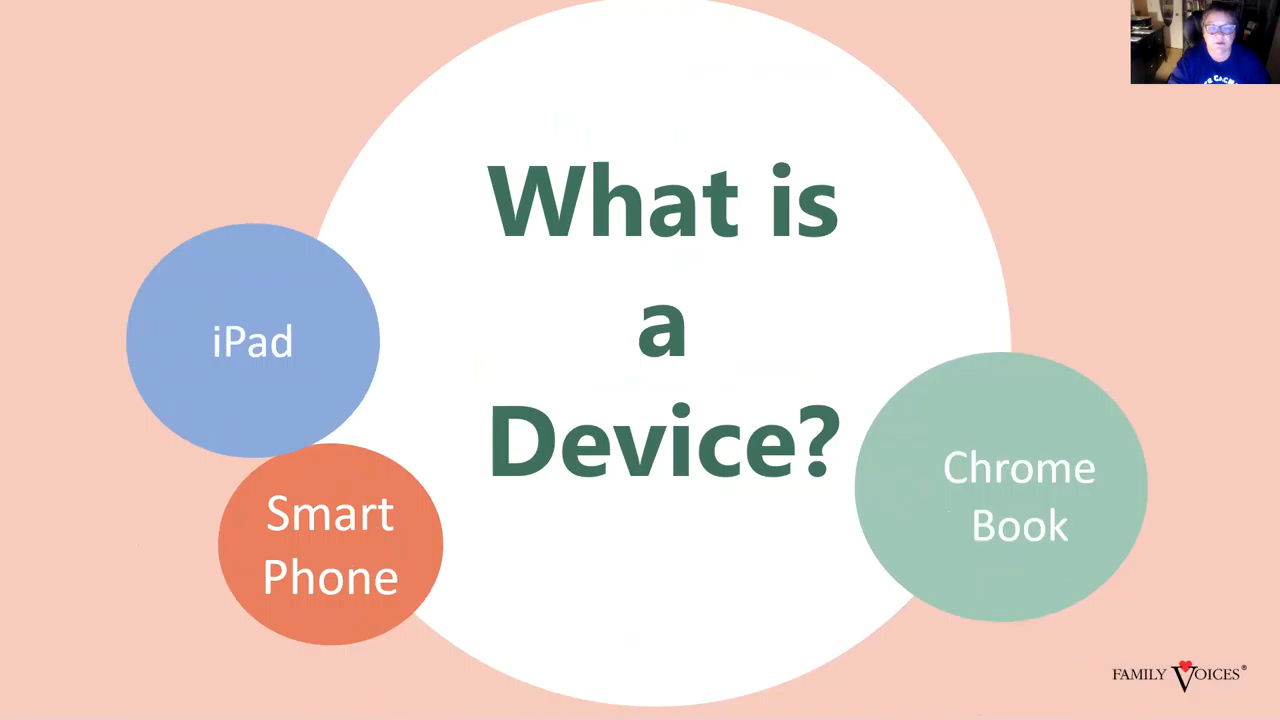 What is
a
Device?
iPad
Smart
Phone
Chrome
Book
FAMILY VOICES®